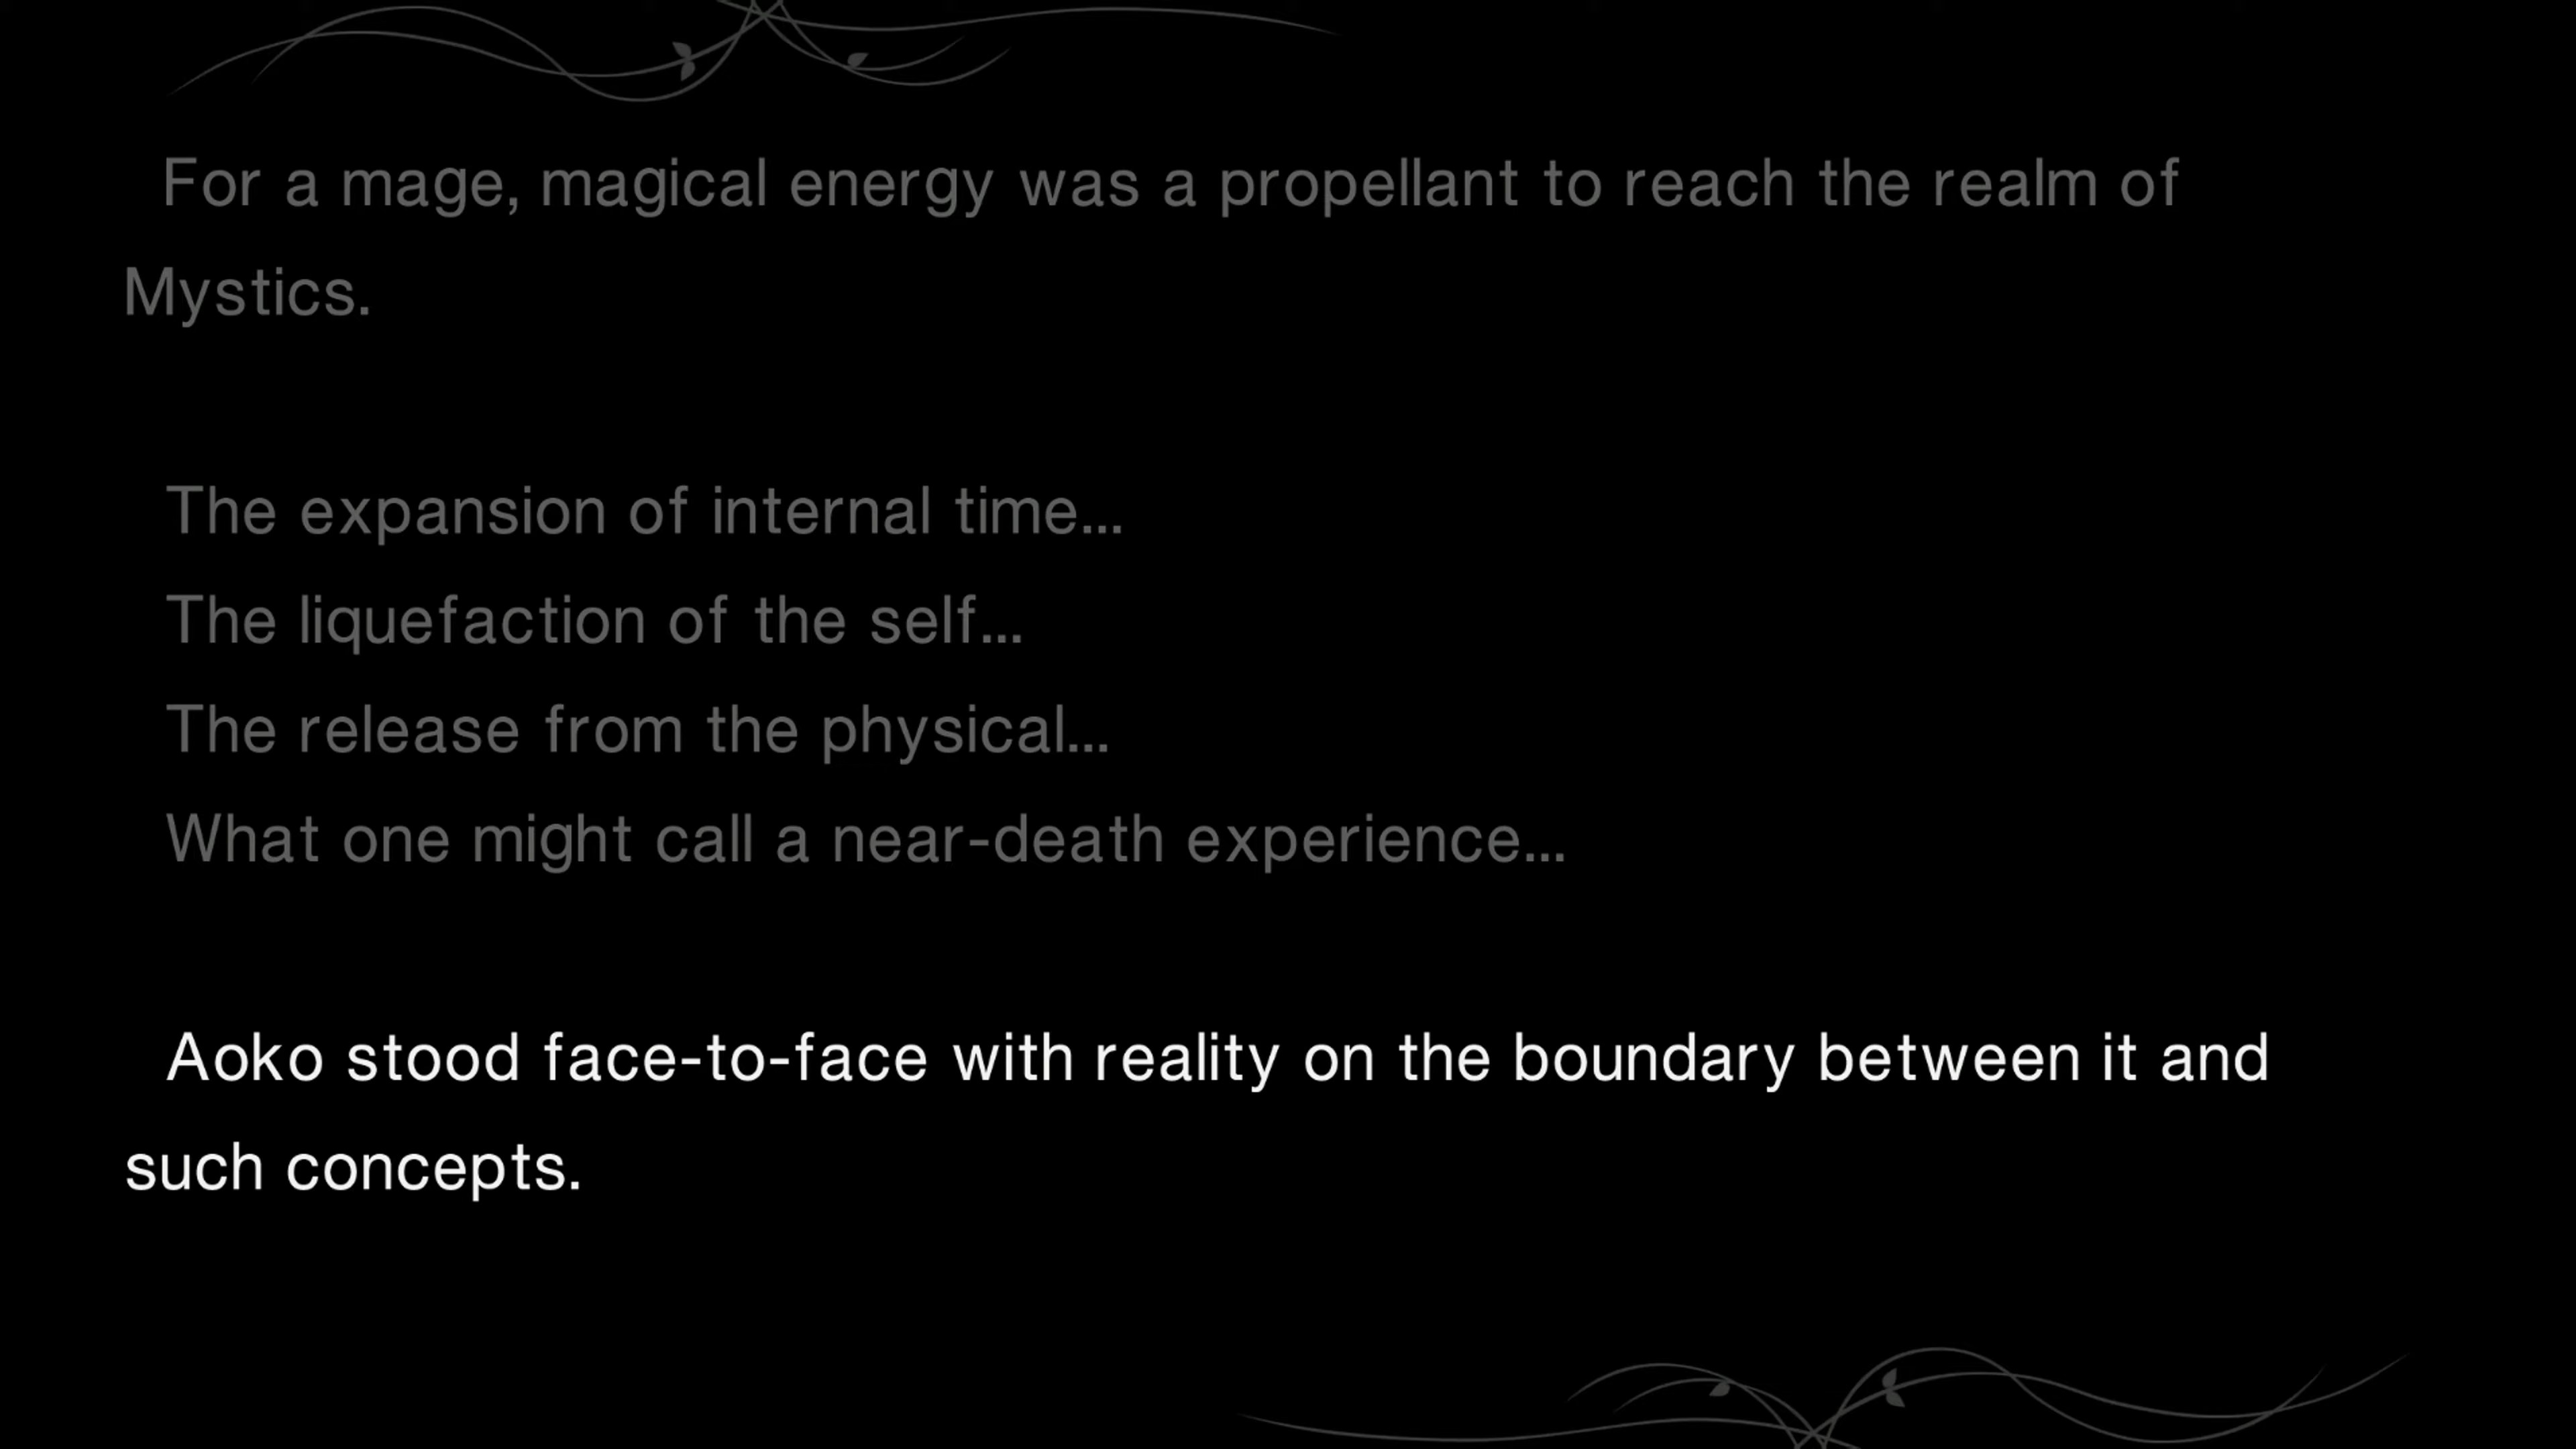 For a mage, magical energy was a propellant to reach the realm of
Mystics.
The expansion of internal time...
The liquefaction of the self...
The release from the physical...
What one might call a near-death experience...
Aoko stood face-to-face with reality on the boundary between it and
such concepts.